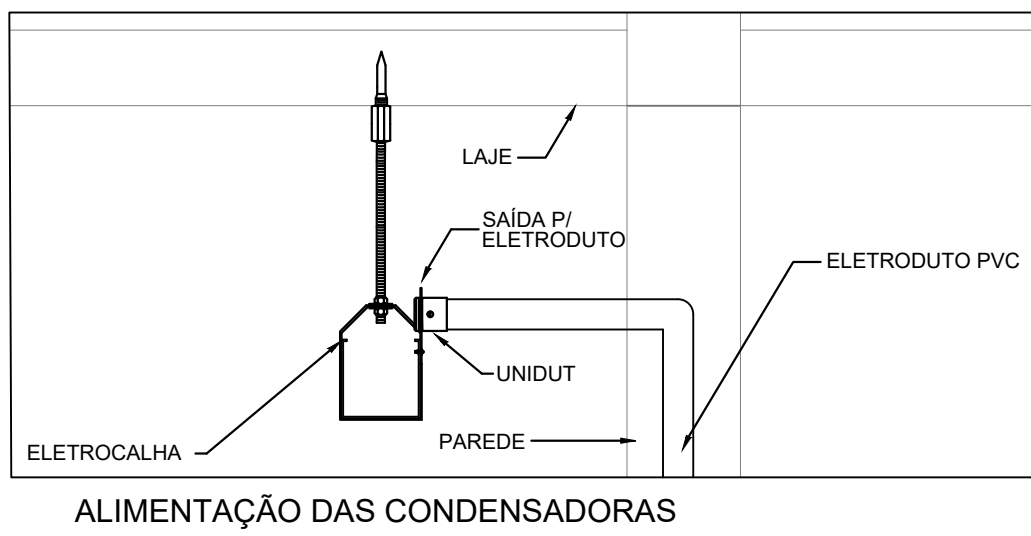 LAJE
SAÍDA P/
ELETRODUTO
ELETRODUTO PVC
UNIDUT
PAREDE
ELETROCALHA
ALIMENTAÇÃO DAS CONDENSADORAS